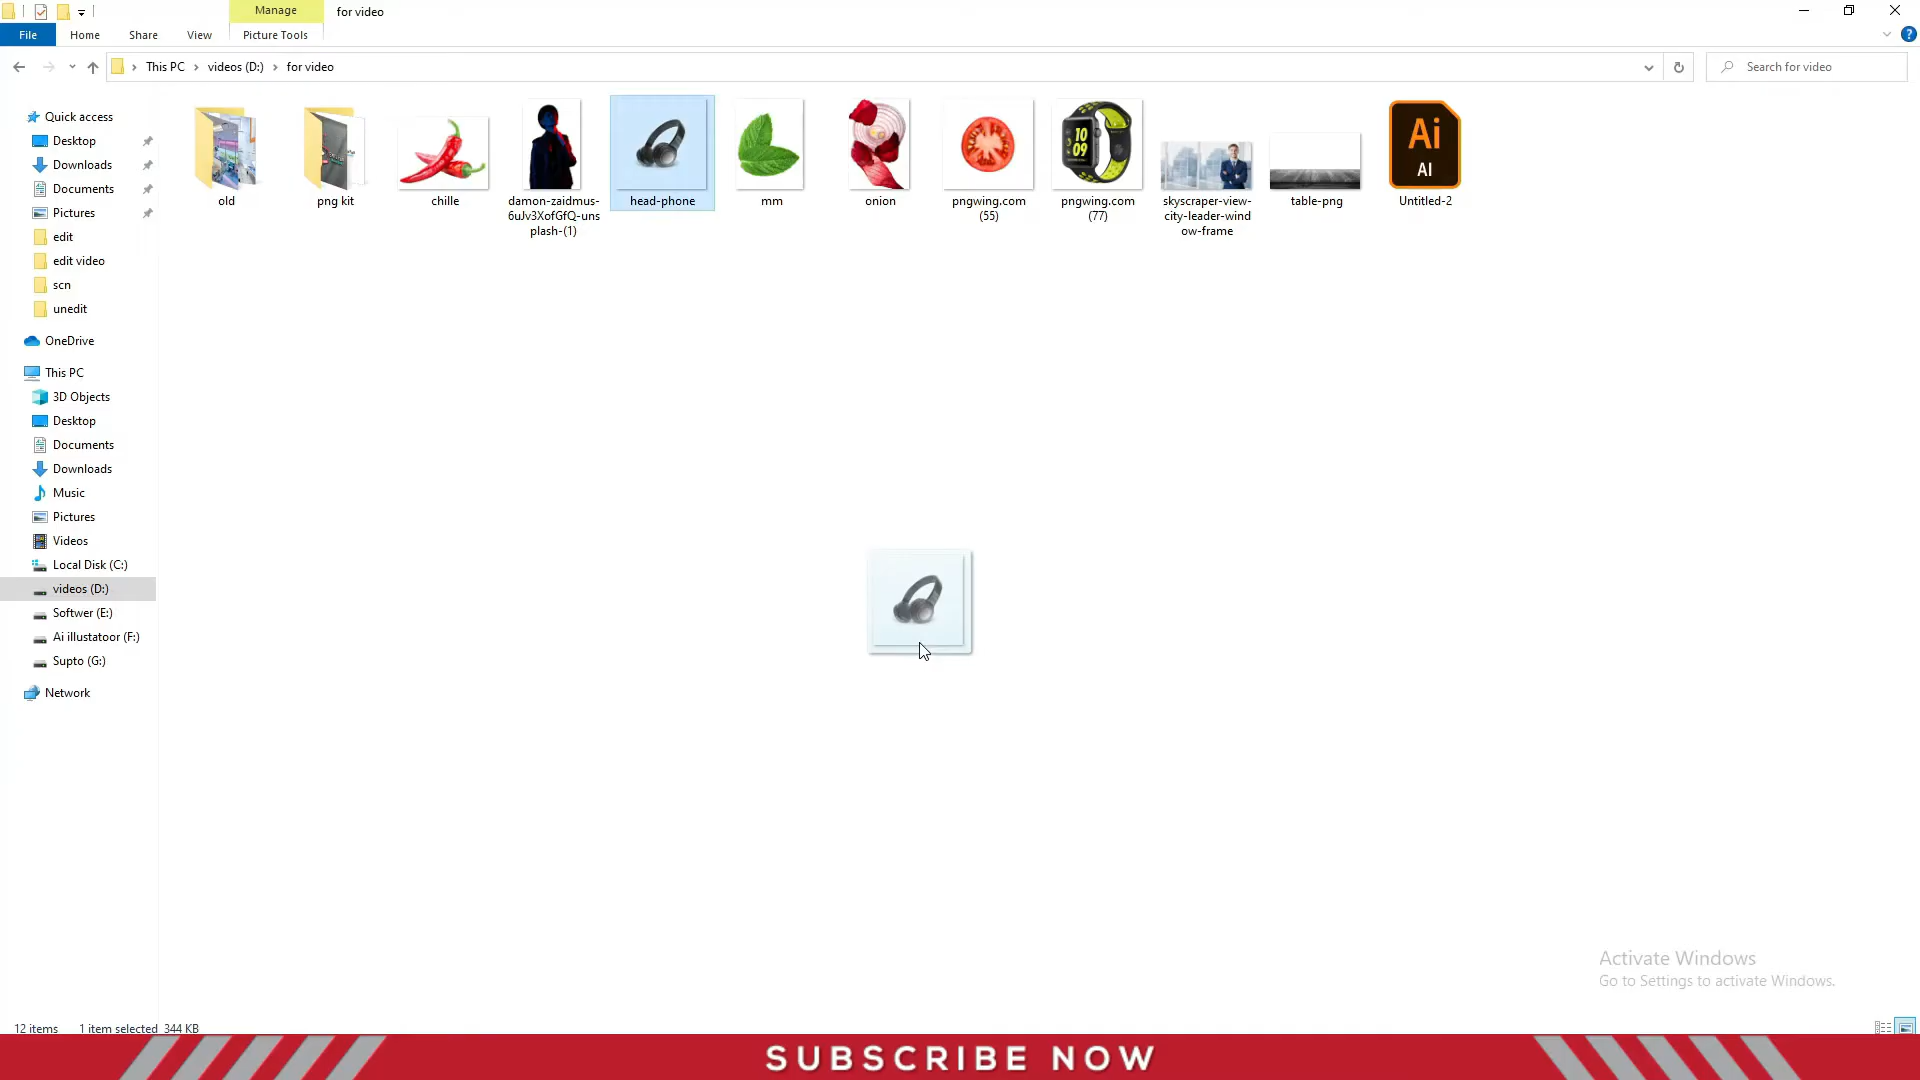 Manage
for video
File
Home
Share
View
Picture Tools
This PC
videos (D:)
for video
Search for video
Quick access
Desktop
Downloads
Documents
Pictures
edit
edit video
scn
unedit
OneDrive
This PC
3D Objects
Desktop
Documents
Downloads
Music
Pictures
Videos
Local Disk (C:)
videos (D:)
Softwer (E:)
Ai illustatoor (F:)
Supto (G:)
Network
old
png kit
chille
damon-zaidmus-
6uJv3XofGfQ-uns
plash-(1)
head-phone
mm
onion
pngwing.com
(55)
10
09
pngwing.com
(77)
skyscraper-view-
city-leader-wind
ow-frame
table-png
Ai
AI
Untitled-2
Activate Windows
Go to Settings to activate Windows.
12 items
1 item selected 344 KB
SUBSCRIBE NOW